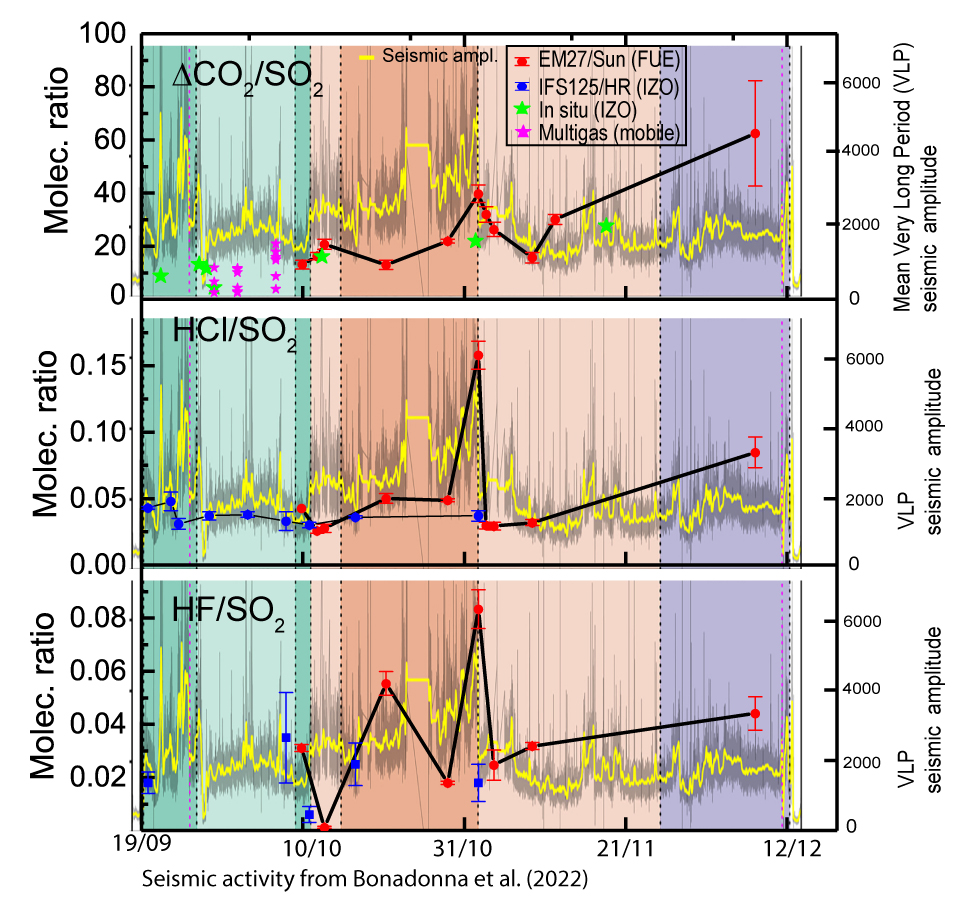 100
80
60
40
20
0
Molec. ratio
ΔCO2/SO2
Seismic ampl.
EM27/Sun (FUE)
IFS125/HR (IZO)
In situ (IZO)
Multigas (mobile)
6000
4000
2000
0
Mean Very Long Period (VLP)
seismic amplitude
0.15
0.10
0.05
0.00
Molec. ratio
HCl/SO2
6000
4000
2000
0
VLP
seismic amplitude
0.08
0.06
0.04
0.02
Molec. ratio
HF/SO2
6000
4000
2000
0
VLP
seismic amplitude
19/09
10/10
31/10
21/11
12/12
Seismic activity from Bonadonna et al. (2022)